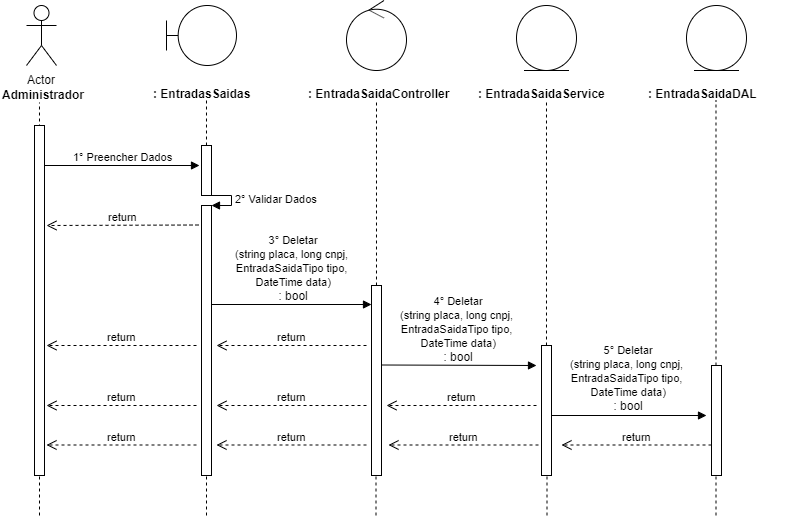 Actor
Administrador
: EntradasSaidas
: EntradaSaidaController
: EntradaSaidaService
: EntradaSaidaDAL
1° Preencher Dados
2° Validar Dados
return
3° Deletar
(string placa, long cnpj,
EntradaSaidaTipo tipo,
DateTime data)
: bool
4° Deletar
(string placa, long cnpj,
EntradaSaidaTipo tipo,
DateTime data)
: bool
return
return
5° Deletar
(string placa, long cnpj,
EntradaSaidaTipo tipo,
DateTime data)
: bool
return
return
return
return
return
return
return